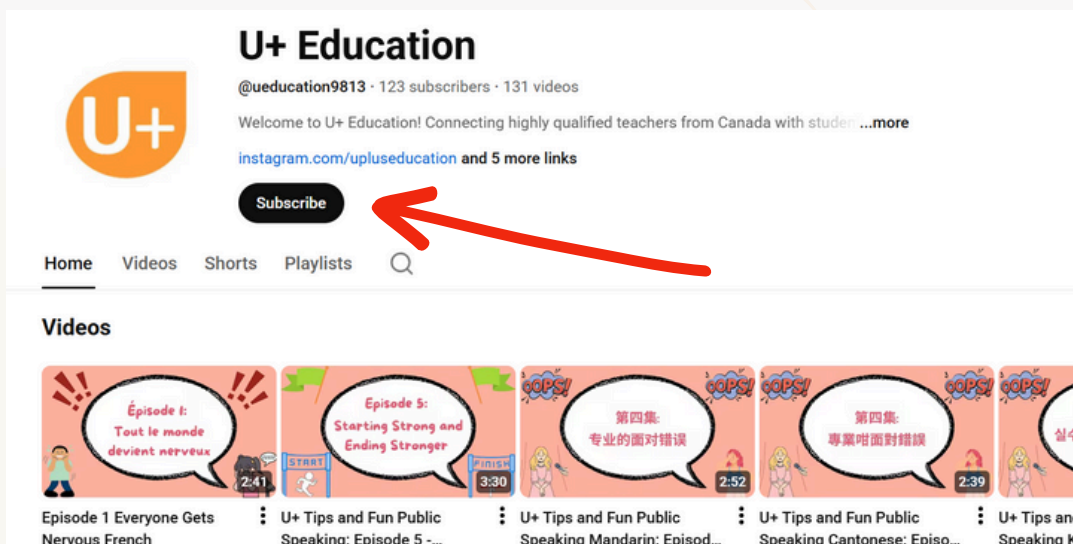 U+ Education
U+
@ueducation9813 · 123 subscribers · 131 videos
Welcome to U+ Education! Connecting highly qualified teachers from Canada with studen ...more
instagram.com/upluseducation and 5 more links
Subscribe
Home Videos Shorts Playlists
Videos
Épisode 1:
Tout le monde
devient nerveux
2:41
Episode 5:
Starting Strong and
Ending Stronger
START
FINISH
3:30
OOPS! OOPS!
第四集:
专业的面对错误
2:52
OOPS! OOPS!
第四集:
專業咁面對錯誤
2:39
OOPS!
실수
Episode 1 Everyone Gets
Nervous French
U+ Tips and Fun Public
Speaking: Episode 5 -...
U+ Tips and Fun Public
Speaking Mandarin: Episod...
U+ Tips and Fun Public
Speaking Cantonese: Episo...
U+ Tips an
Speaking K